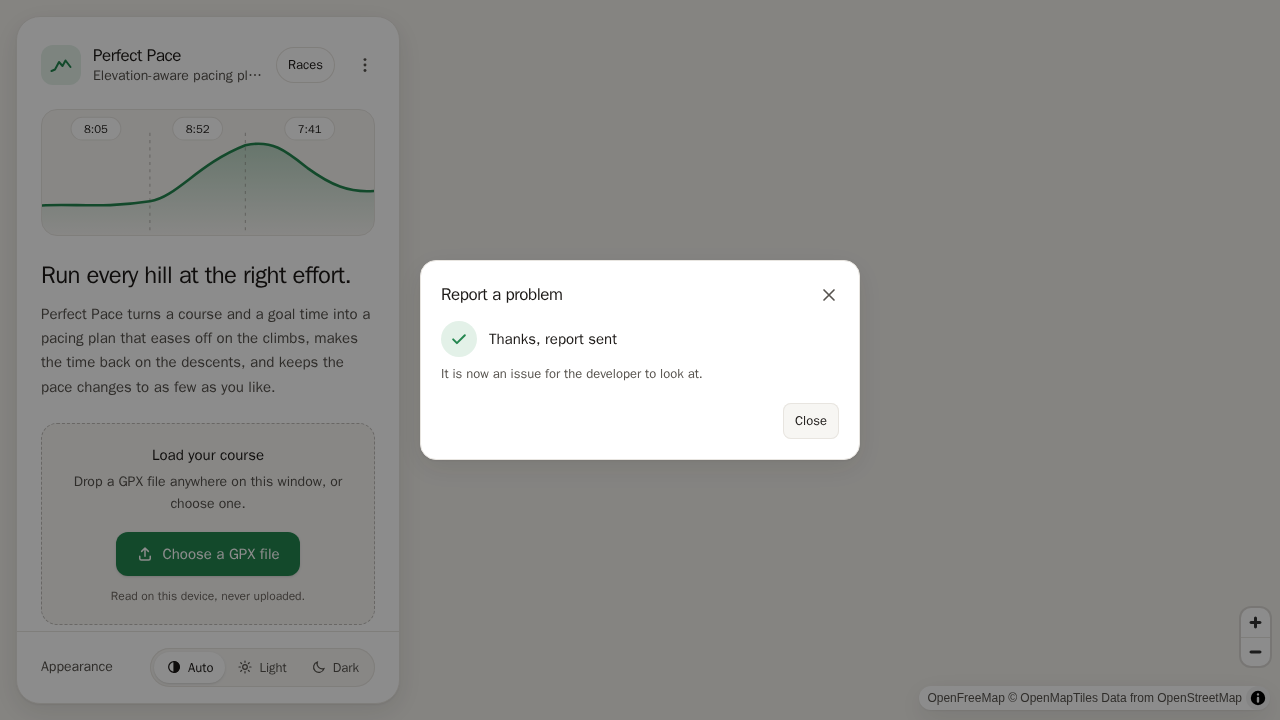 Perfect Pace
Elevation-aware pacing pl···
Races
8:05
8:52
7:41
Run every hill at the right effort.
Perfect Pace turns a course and a goal time into a
pacing plan that eases off on the climbs, makes
the time back on the descents, and keeps the
pace changes to as few as you like.
Load your course
Drop a GPX file anywhere on this window, or
choose one.
Choose a GPX file
Read on this device, never uploaded.
Appearance
Auto
Light
Dark
Report a problem
Thanks, report sent
It is now an issue for the developer to look at.
Close
OpenFreeMap © OpenMapTiles Data from OpenStreetMap